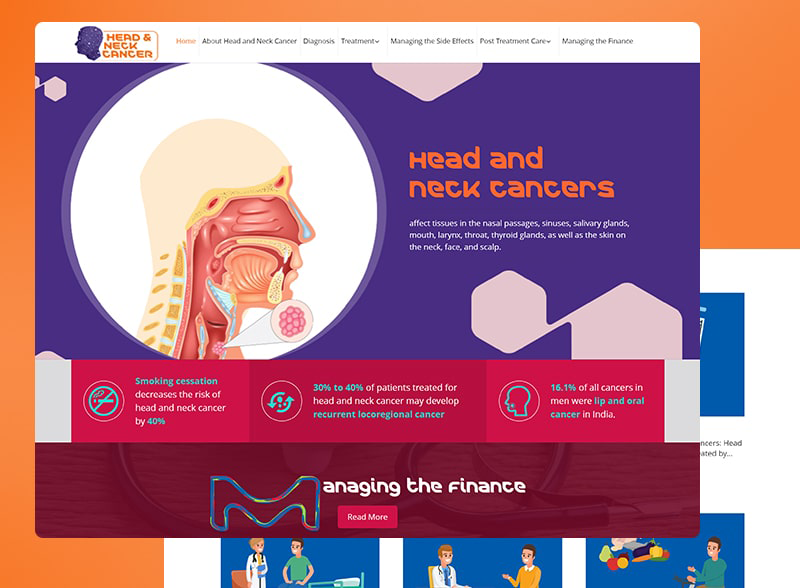 HEAD &
NECK
CANCER
Home About Head and Neck Cancer Diagnosis Treatment Managing the Side Effects Post Treatment Care Managing the Finance
Head and
neck cancers
affect tissues in the nasal passages, sinuses, salivary glands,
mouth, larynx, throat, thyroid glands, as well as the skin on
the neck, face, and scalp.
Smoking cessation
decreases the risk of
head and neck cancer
by 40%
30% to 40% of patients treated for
head and neck cancer may develop
recurrent locoregional cancer
16.1% of all cancers in
men were lip and oral
cancer in India.
ncers: Head
ated by...
Managing the Finance
Read More